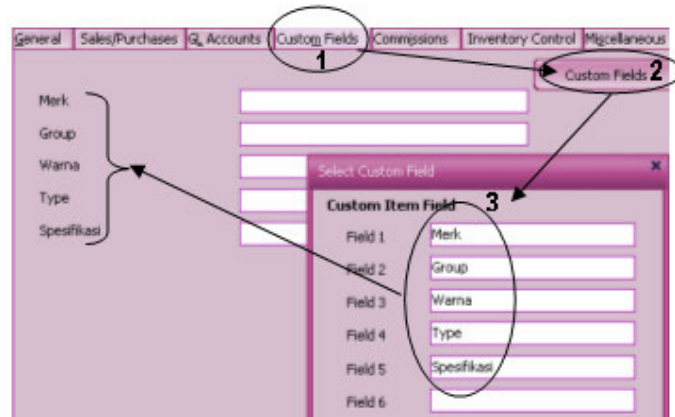 General Sales/Purchases GL Accounts Custom Fields Commissions Inventory Control Miscellaneous
1
Custom Fields 2
Merk
Group
Warna
Type
Spesifikasi
Select Custom Field x
Custom Item Field 3
Field 1 Merk
Field 2 Group
Field 3 Warna
Field 4 Type
Field 5 Spesifikasi
Field 6